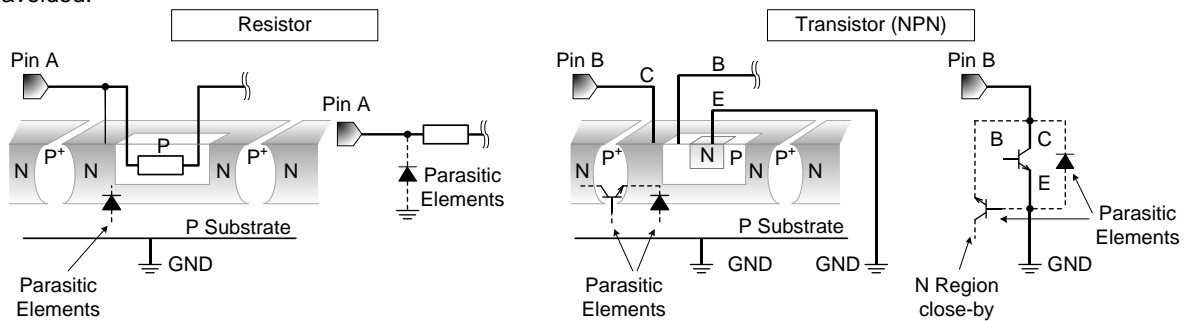 avoided.
Resistor
Transistor (NPN)
Pin A
Pin A
P
N
P+
N
P+
N
N
Parasitic
Elements
P Substrate
GND
Parasitic
Elements
Pin B
C
B
E
N
P+
N
N
P
P+
N
N
P Substrate
GND
GND
Parasitic
Elements
Pin B
B
C
E
Parasitic
Elements
GND
N Region
close-by